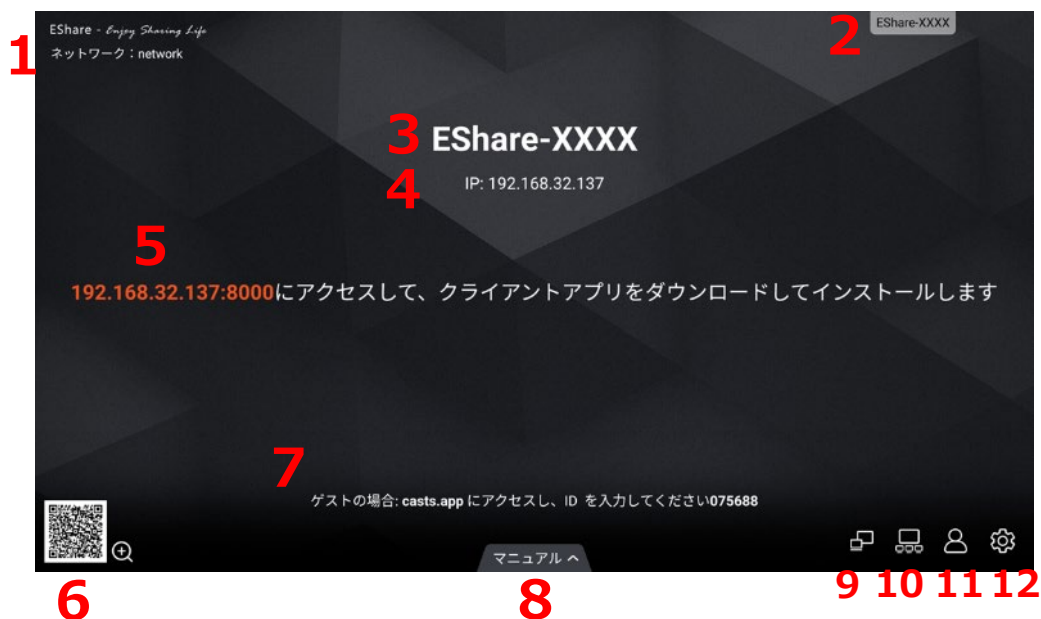 EShare - Enjoy Sharing Life
1
ネットワーク：network
2
EShare-XXXX
3
EShare-XXXX
4
IP: 192.168.32.137
5
192.168.32.137:8000にアクセスして、クライアントアプリをダウンロードしてインストールします
7
ゲストの場合: casts.app にアクセスし、ID を入力してください075688
マニュアル
6
8
9
10
11
12